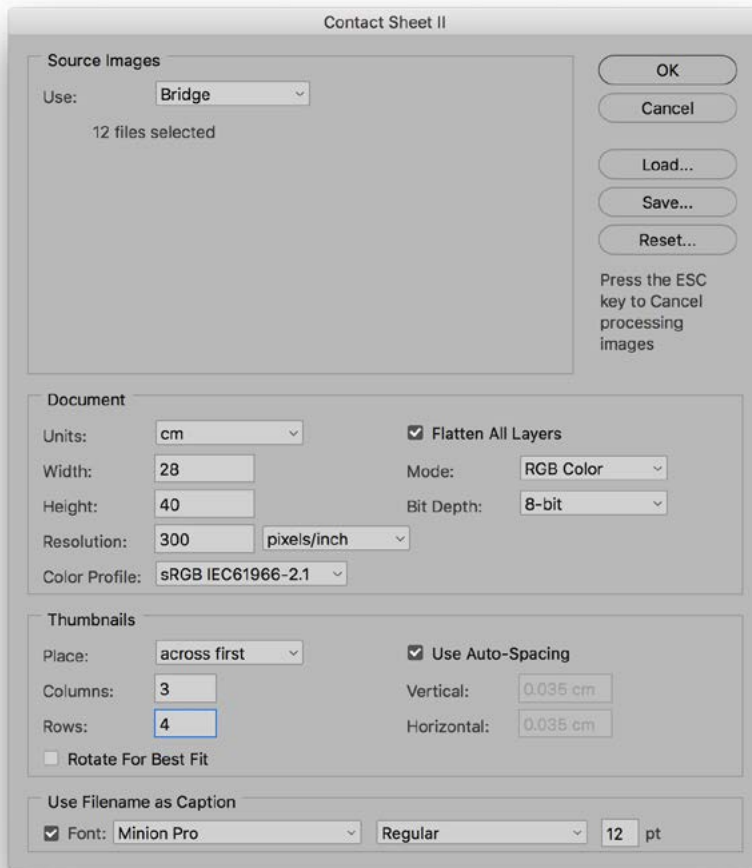 Contact Sheet II
Source Images
Use: Bridge
12 files selected
OK
Cancel
Load...
Save...
Reset...
Press the ESC
key to Cancel
processing
images
Document
Units: cm
Flatten All Layers
Width: 28
Mode: RGB Color
Height: 40
Bit Depth: 8-bit
Resolution: 300 pixels/inch
Color Profile: sRGB IEC61966-2.1
Thumbnails
Place: across first
Use Auto-Spacing
Columns: 3
Vertical: 0.035 cm
Rows: 4
Horizontal: 0.035 cm
Rotate For Best Fit
Use Filename as Caption
Font: Minion Pro Regular 12 pt